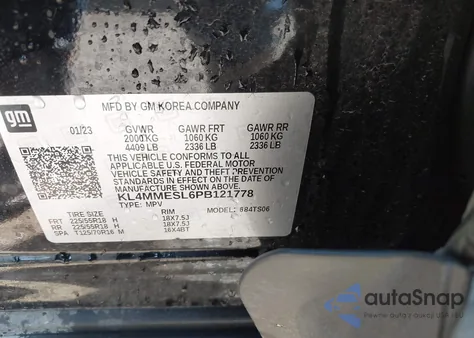 gm
MFD BY GM KOREA COMPANY
01/23 GVWR GAWR FRT GAWR RR
2000 KG 1060 KG 1060 KG
4409 LB 2336 LB 2336 LB
THIS VEHICLE CONFORMS TO ALL
APPLICABLE U.S. FEDERAL MOTOR
VEHICLE SAFETY AND THEFT PREVENTION
STANDARDS IN EFFECT ON THE DATE OF
MANUFACTURE SHOWN ABOVE.
KL4MMESL6PB121778
TYPE: MPV MODEL: 884TS06
TIRE SIZE RIM
FRT 225/55R18 H 18X7.5J
RR 225/55R18 H 18X7.5J
SPA T125/70R16 M 16X4BT
autoSnap